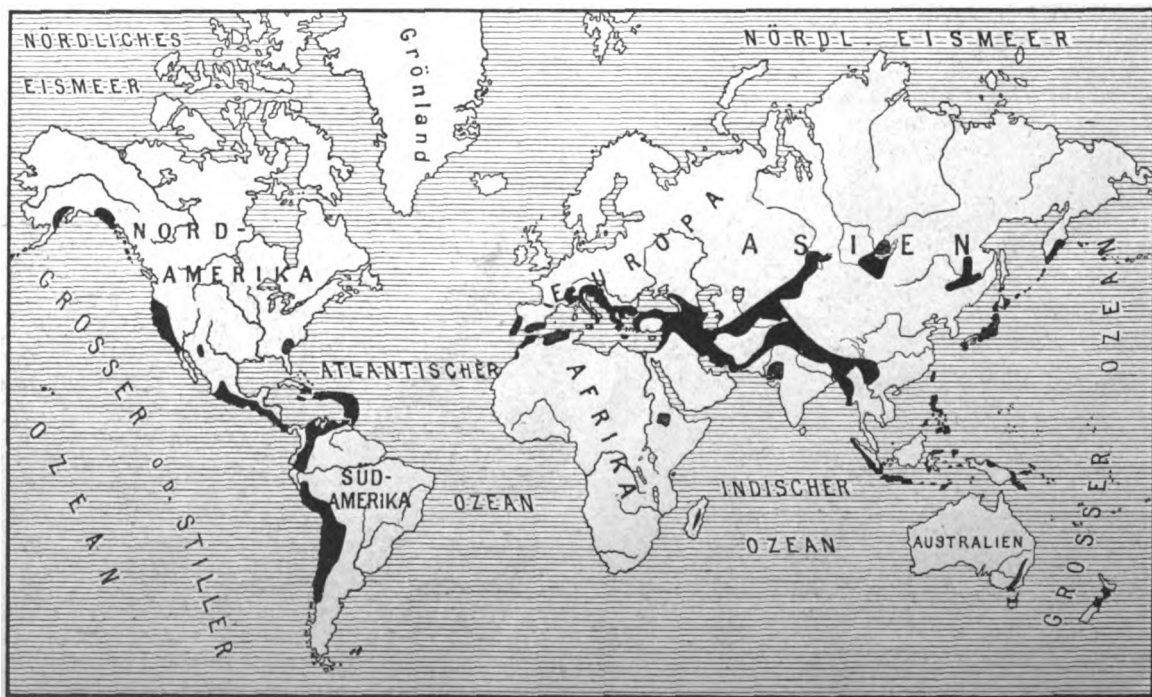 NÖRDLICHES
EISMEER
Grönland
NÖRDL. EISMEER
NORD-
AMERIKA
EUROPA
ASIEN
ATLANTISCHER
OZEAN
AFRIKA
SÜD-
AMERIKA
INDISCHER
OZEAN
AUSTRALIEN
GROSSER OD. STILLER
OZEAN
GROSSER
OZEAN